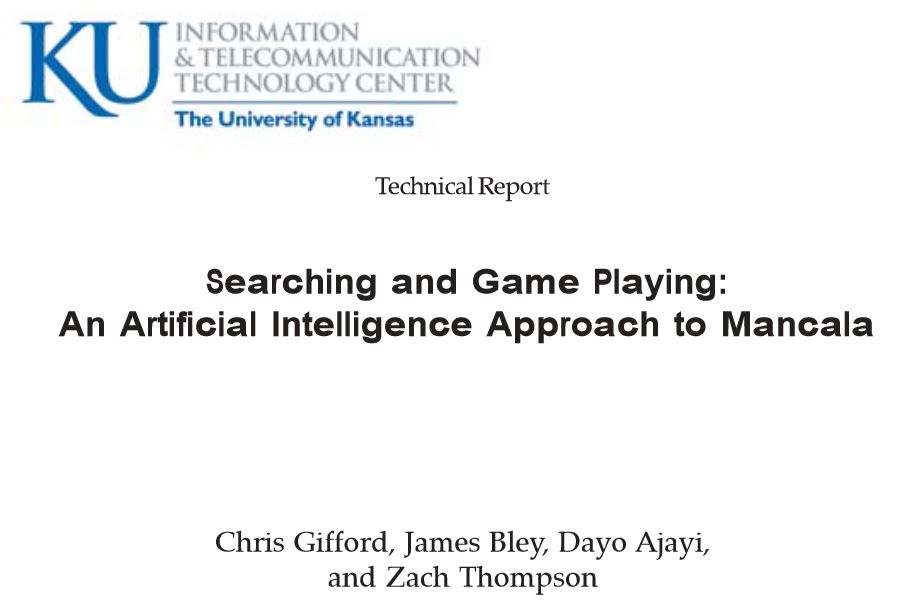 KU INFORMATION
& TELECOMMUNICATION
TECHNOLOGY CENTER
The University of Kansas
Technical Report
Searching and Game Playing:
An Artificial Intelligence Approach to Mancala
Chris Gifford, James Bley, Dayo Ajayi,
and Zach Thompson